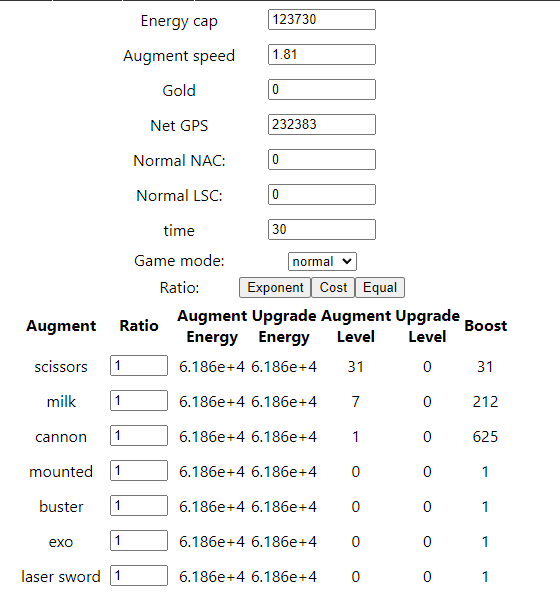 Energy cap 123730
Augment speed 1.81
Gold 0
Net GPS 232383
Normal NAC: 0
Normal LSC: 0
time 30
Game mode: normal
Ratio: Exponent Cost Equal
Augment Ratio Augment Energy Upgrade Energy Augment Level Upgrade Level Boost
scissors 1 6.186e+4 6.186e+4 31 0 31
milk 1 6.186e+4 6.186e+4 7 0 212
cannon 1 6.186e+4 6.186e+4 1 0 625
mounted 1 6.186e+4 6.186e+4 0 0 1
buster 1 6.186e+4 6.186e+4 0 0 1
exo 1 6.186e+4 6.186e+4 0 0 1
laser sword 1 6.186e+4 6.186e+4 0 0 1